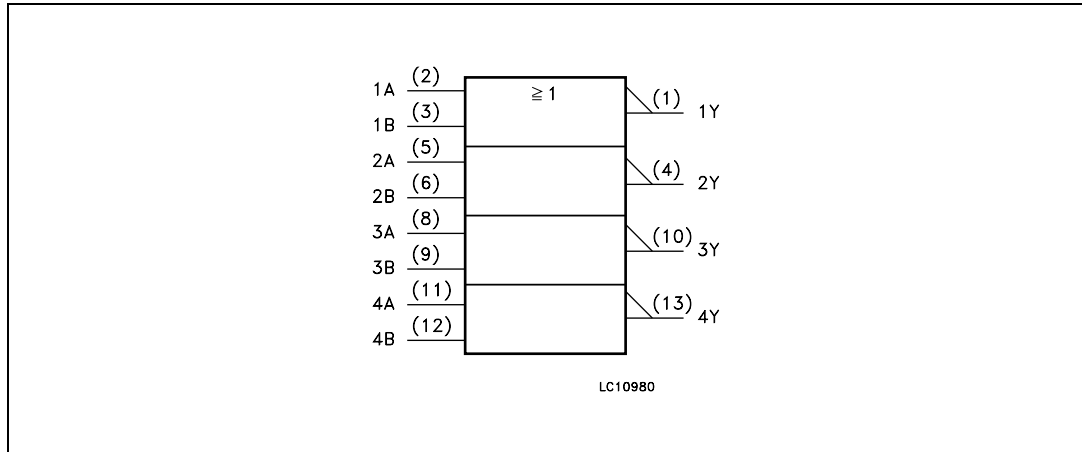 1A (2) ≧ 1 (1) 1Y
1B (3)
2A (5) (4) 2Y
2B (6)
3A (8) (10) 3Y
3B (9)
4A (11) (13) 4Y
4B (12)
LC10980